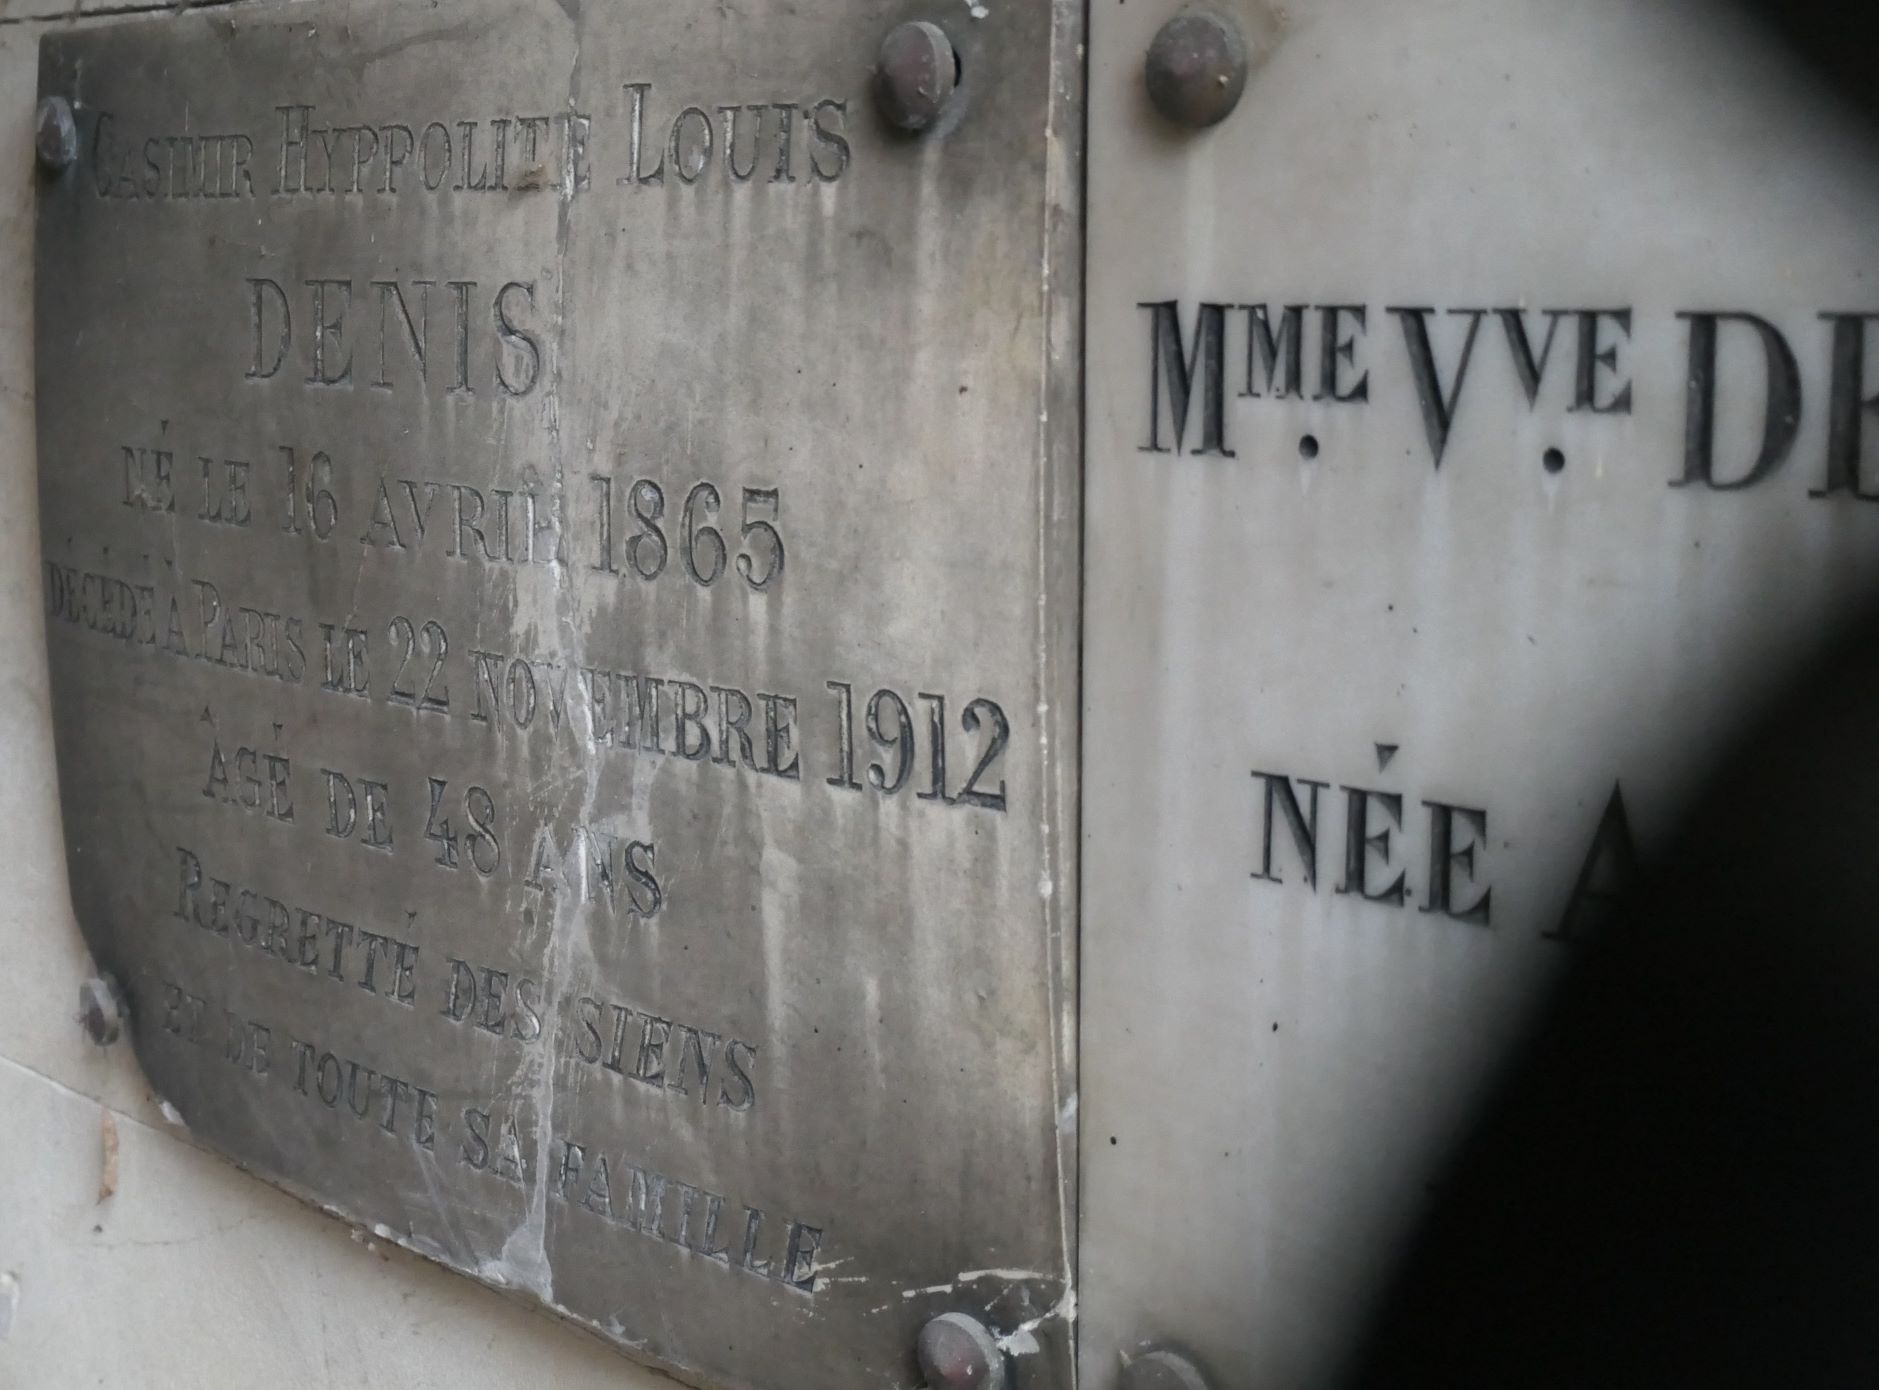 CASIMIR HYPPOLITE LOUIS
DENIS
NÉ LE 16 AVRIL 1865
DÉCÉDÉ À PARIS LE 22 NOVEMBRE 1912
ÂGÉ DE 48 ANS
REGRETTÉ DES SIENS
ET DE TOUTE SA FAMILLE
MME. VVE. DE
NÉE A